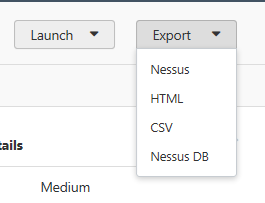 Launch Export
Nessus
HTML
CSV
tails Nessus DB
Medium